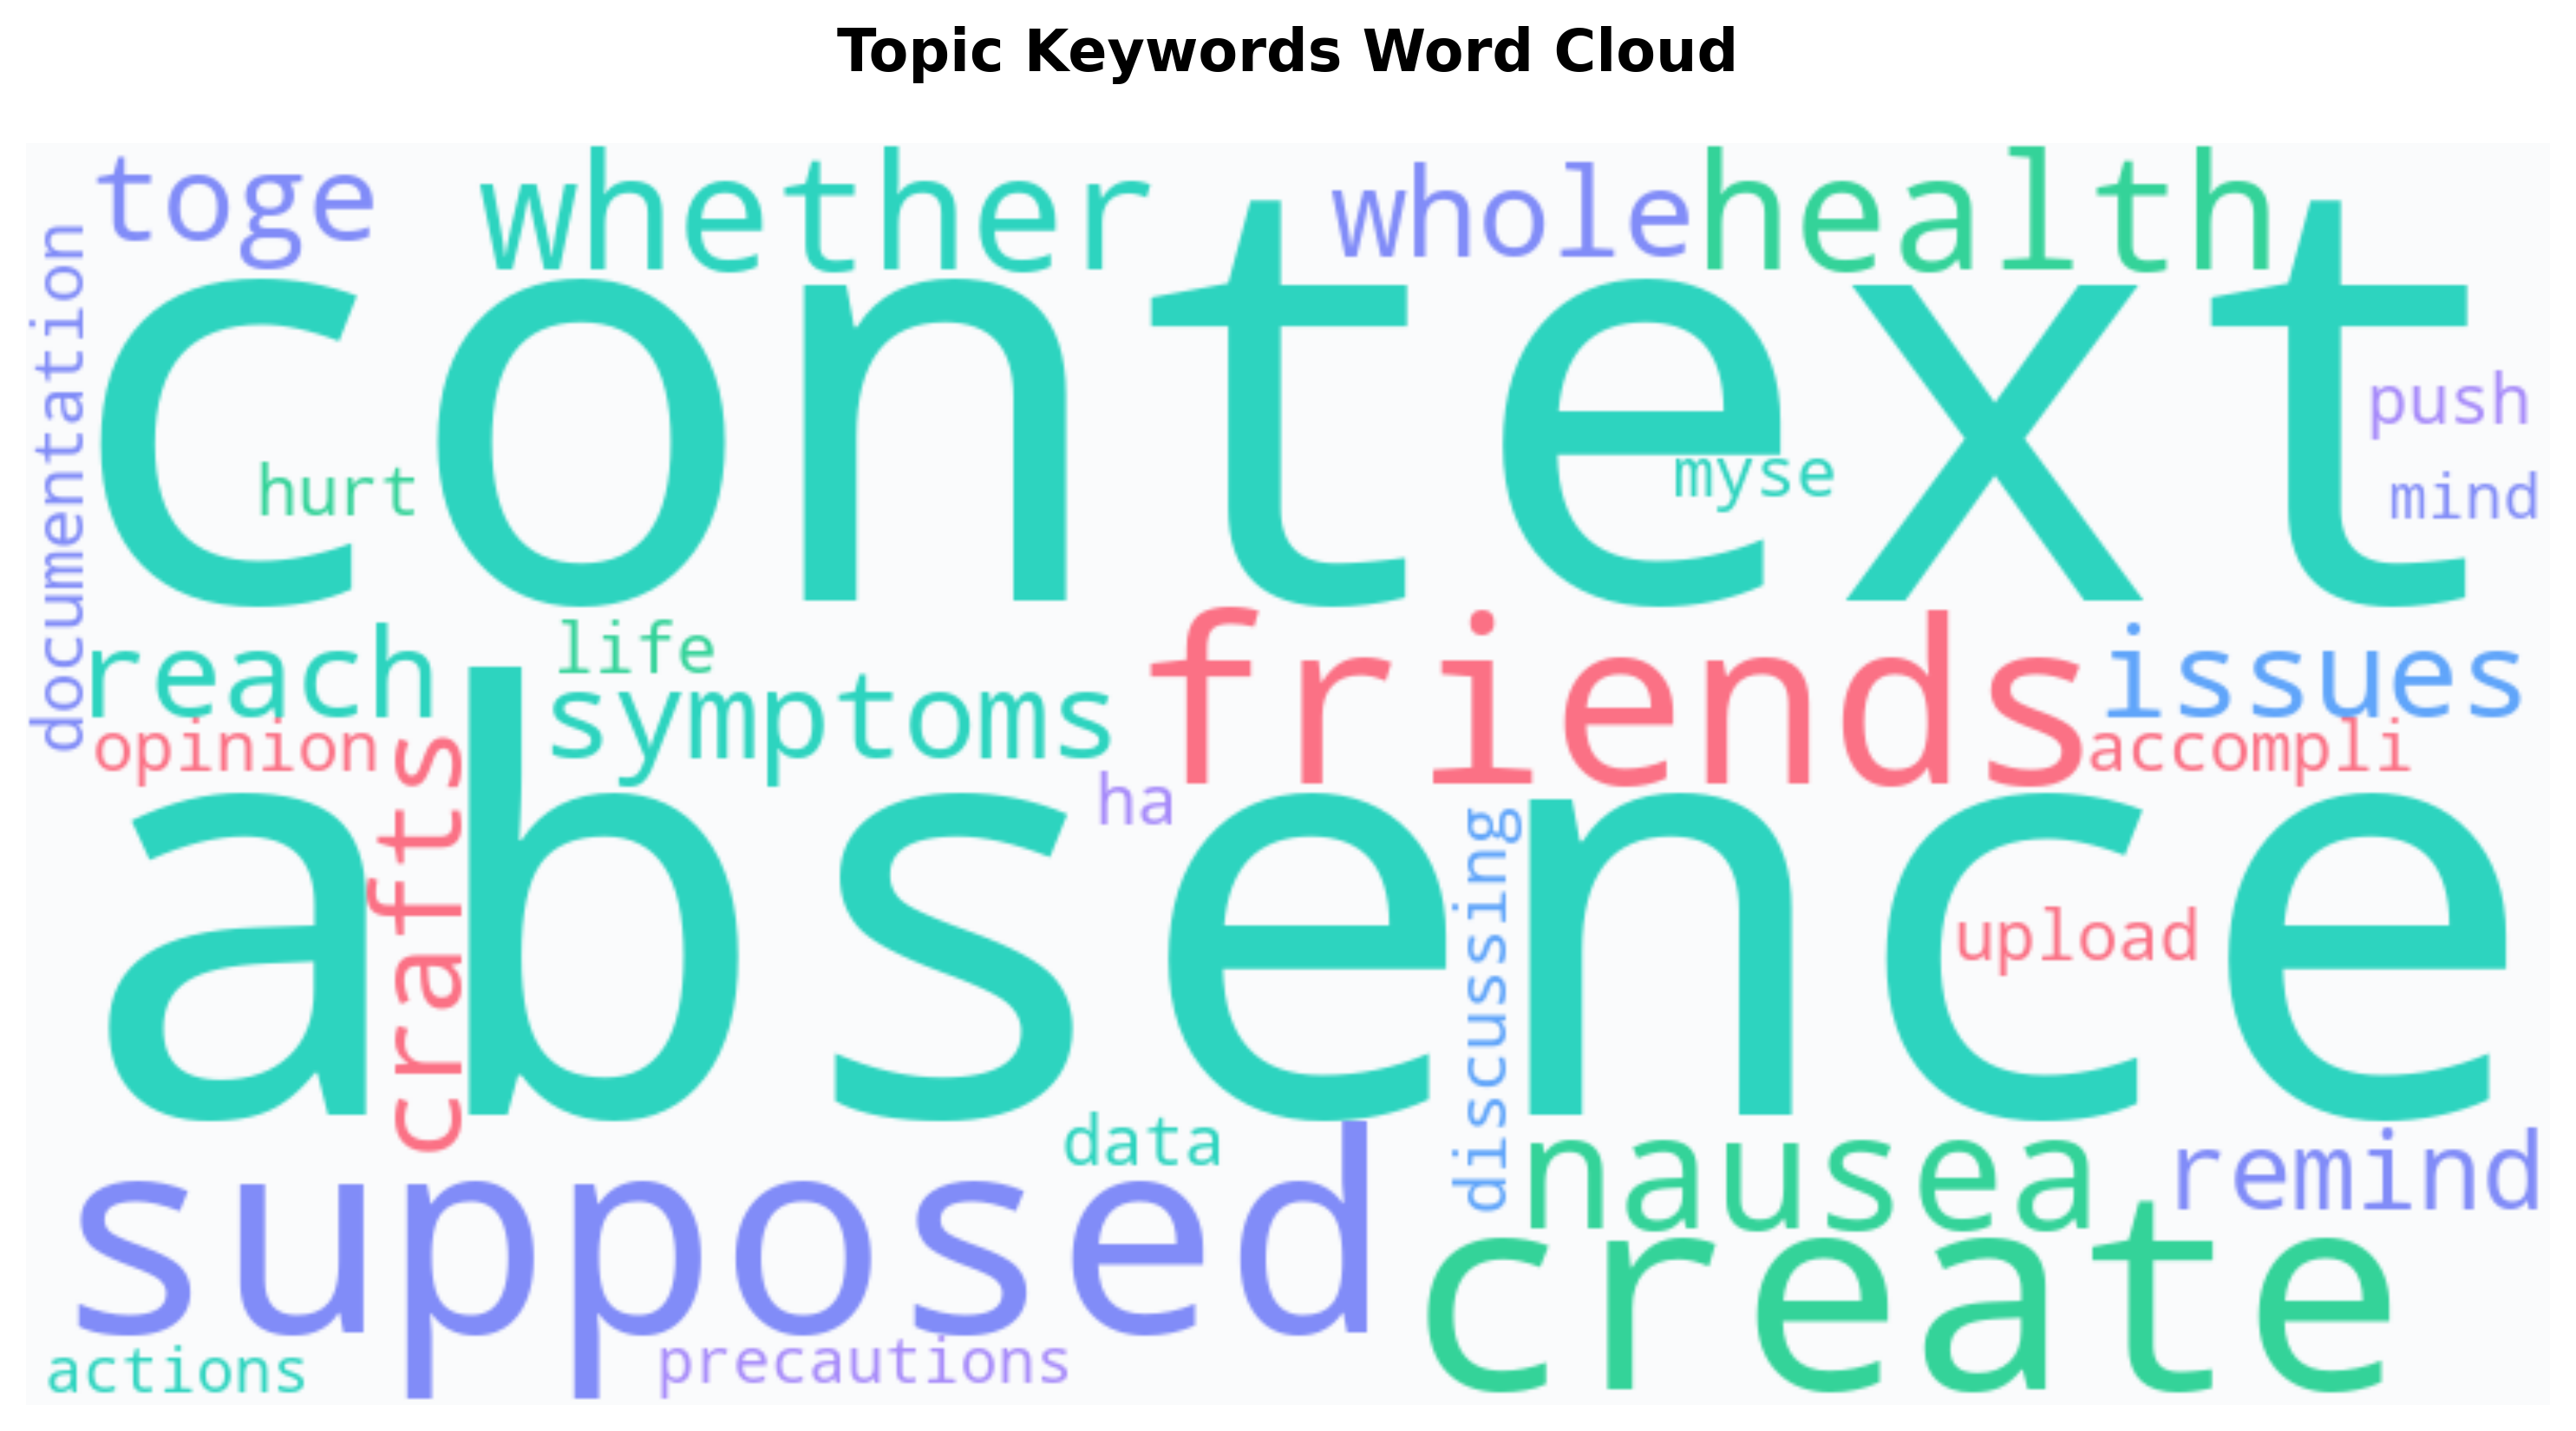 Topic Keywords Word Cloud
toge
whether
whole
health
documentation
context
hurt
myse
push
mind
reach
life
symptoms
friends
issues
opinion
accompli
crafts
ha
absence
discussing
upload
data
supposed
nausea
remind
create
actions
precautions